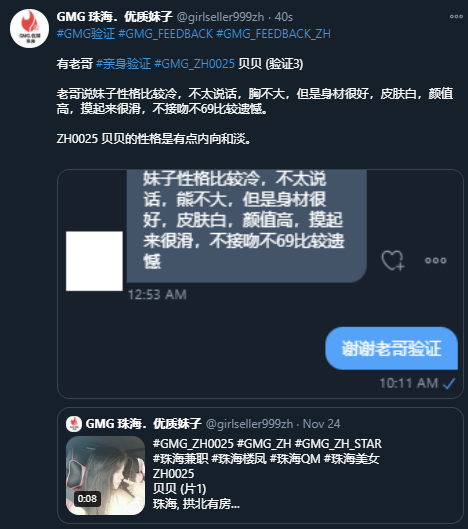 GMG 珠海．优质妹子 @girlseller999zh · 40s
#GMG验证 #GMG_FEEDBACK #GMG_FEEDBACK_ZH
有老哥 #亲身验证 #GMG_ZH0025 贝贝 (验证3)
老哥说妹子性格比较冷，不太说话，胸不大，但是身材很好，皮肤白，颜值
高，摸起来很滑，不接吻不69比较遗憾。
ZH0025 贝贝的性格是有点内向和淡。
妹子性格比较冷，不太说
话，熊不大，但是身材很
好，皮肤白，颜值高，摸起
来很滑，不接吻不69比较遗
憾
12:53 AM
谢谢老哥验证
10:11 AM
GMG 珠海．优质妹子 @girlseller999zh · Nov 24
#GMG_ZH0025 #GMG_ZH #GMG_ZH_STAR
#珠海兼职 #珠海楼凤 #珠海QM #珠海美女
ZH0025
贝贝 (片1)
珠海, 拱北有房...
0:08